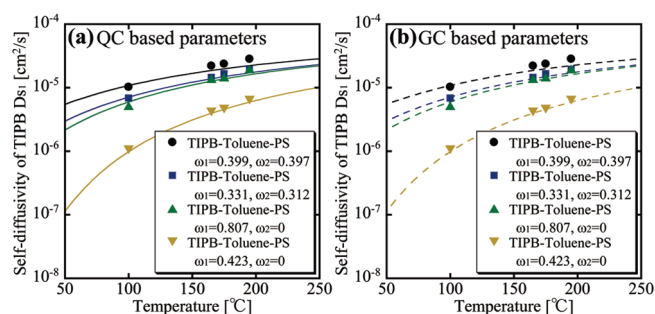 (a) QC based parameters
Self-diffusivity of TIPB Ds1 [cm²/s]
10⁻⁴
10⁻⁵
10⁻⁶
10⁻⁷
10⁻⁸
TIPB-Toluene-PS
ω1=0.399, ω2=0.397
TIPB-Toluene-PS
ω1=0.331, ω2=0.312
TIPB-Toluene-PS
ω1=0.807, ω2=0
TIPB-Toluene-PS
ω1=0.423, ω2=0
50 100 150 200 250
Temperature [℃]
(b) GC based parameters
Self-diffusivity of TIPB Ds1 [cm²/s]
10⁻⁴
10⁻⁵
10⁻⁶
10⁻⁷
10⁻⁸
TIPB-Toluene-PS
ω1=0.399, ω2=0.397
TIPB-Toluene-PS
ω1=0.331, ω2=0.312
TIPB-Toluene-PS
ω1=0.807, ω2=0
TIPB-Toluene-PS
ω1=0.423, ω2=0
50 100 150 200 250
Temperature [℃]